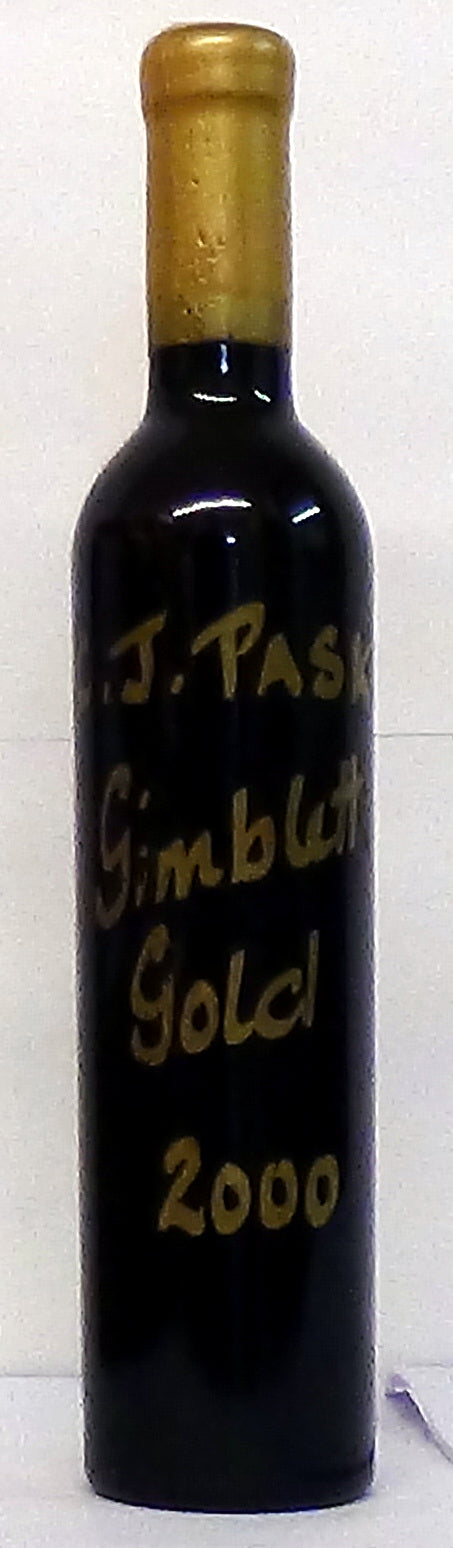 .J. PASK
Gimblett
Gold
2000